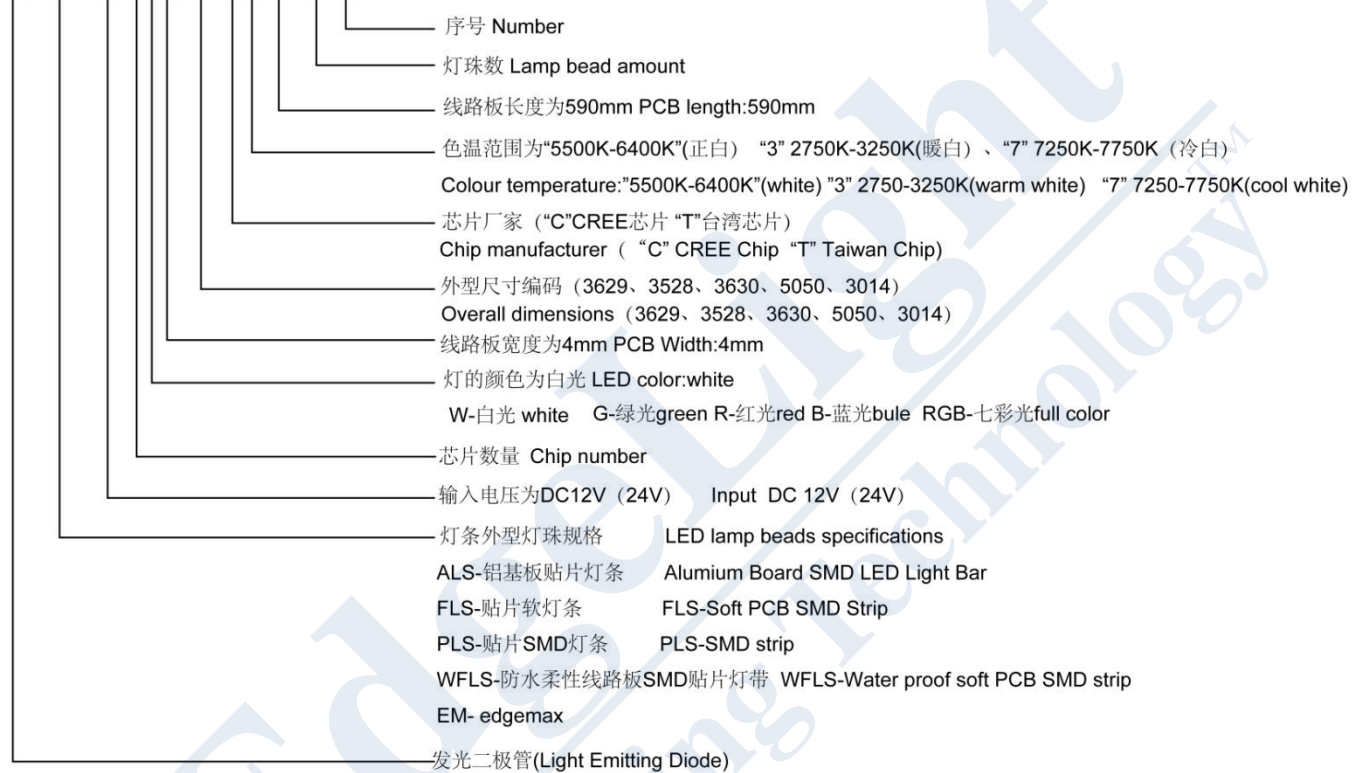 序号 Number
灯珠数 Lamp bead amount
线路板长度为590mm PCB length:590mm
色温范围为“5500K-6400K”(正白） “3” 2750K-3250K(暖白）、“7” 7250K-7750K（冷白）
Colour temperature:”5500K-6400K”(white) ”3” 2750-3250K(warm white) “7” 7250-7750K(cool white)
芯片厂家（“C”CREE芯片 “T”台湾芯片）
Chip manufacturer（ “C” CREE Chip “T” Taiwan Chip)
外型尺寸编码（3629、3528、3630、5050、3014）
Overall dimensions（3629、3528、3630、5050、3014）
线路板宽度为4mm PCB Width:4mm
灯的颜色为白光 LED color:white
W-白光 white G-绿光green R-红光red B-蓝光bule RGB-七彩光full color
芯片数量 Chip number
输入电压为DC12V（24V） Input DC 12V（24V）
灯条外型灯珠规格 LED lamp beads specifications
ALS-铝基板贴片灯条 Alumium Board SMD LED Light Bar
FLS-贴片软灯条 FLS-Soft PCB SMD Strip
PLS-贴片SMD灯条 PLS-SMD strip
WFLS-防水柔性线路板SMD贴片灯带 WFLS-Water proof soft PCB SMD strip
EM- edgemax
发光二极管(Light Emitting Diode)
EdgeLight™
ing Technology